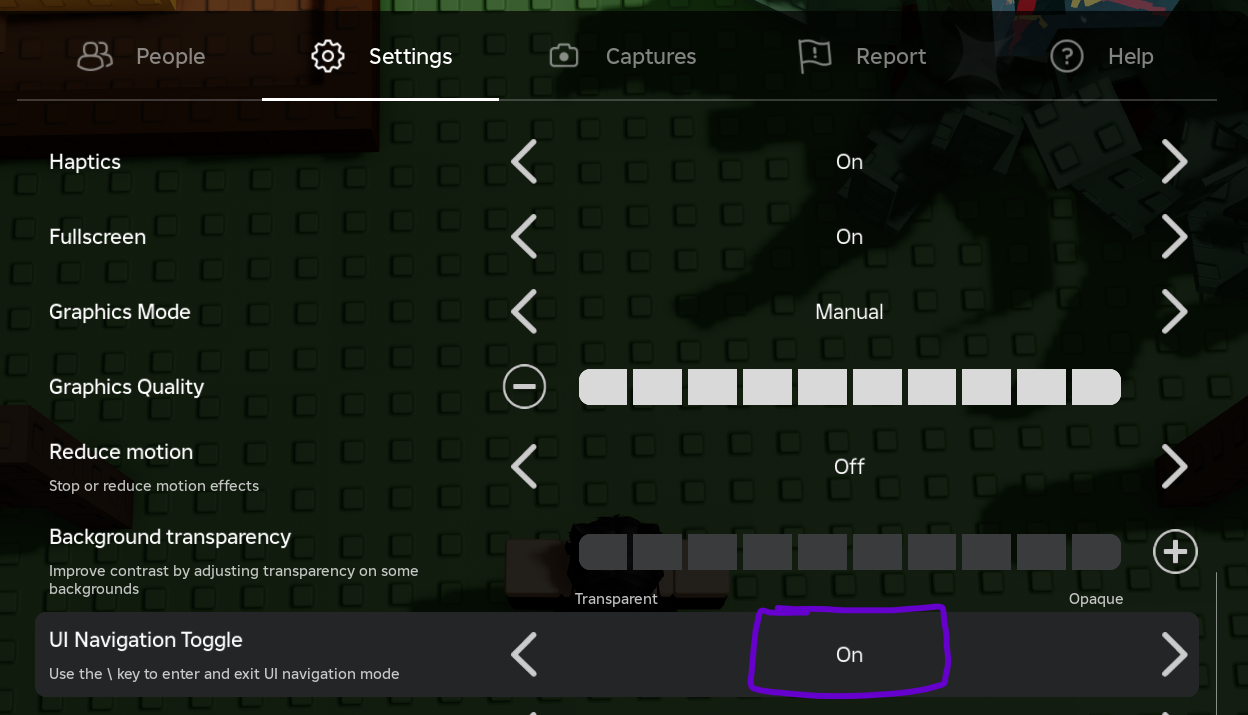 People
Settings
Captures
Report
Help
Haptics
On
Fullscreen
On
Graphics Mode
Manual
Graphics Quality
Reduce motion
Stop or reduce motion effects
Off
Background transparency
Improve contrast by adjusting transparency on some
backgrounds
Transparent
Opaque
UI Navigation Toggle
Use the \ key to enter and exit UI navigation mode
On